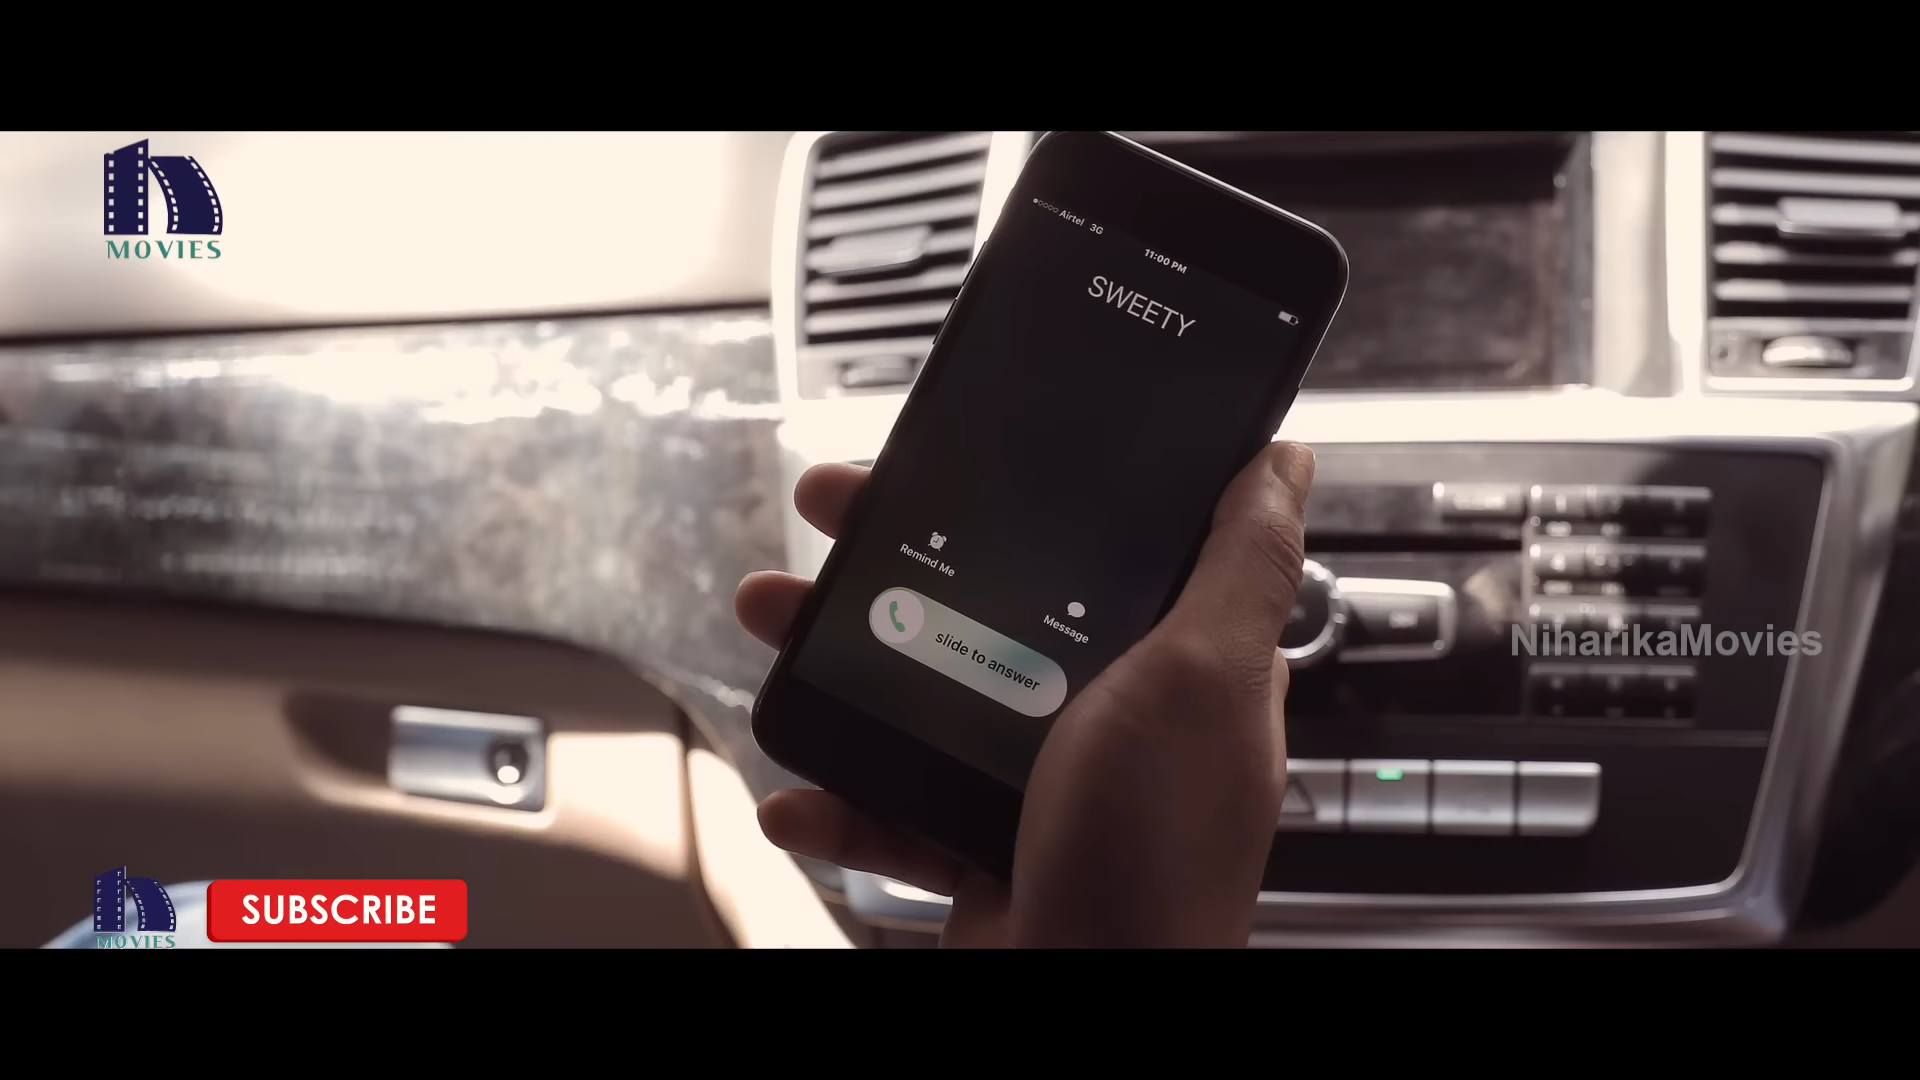 MOVIES
Airtel 3G
11:00 PM
SWEETY
Remind Me
Message
slide to answer
NiharikaMovies
SUBSCRIBE
MOVIES